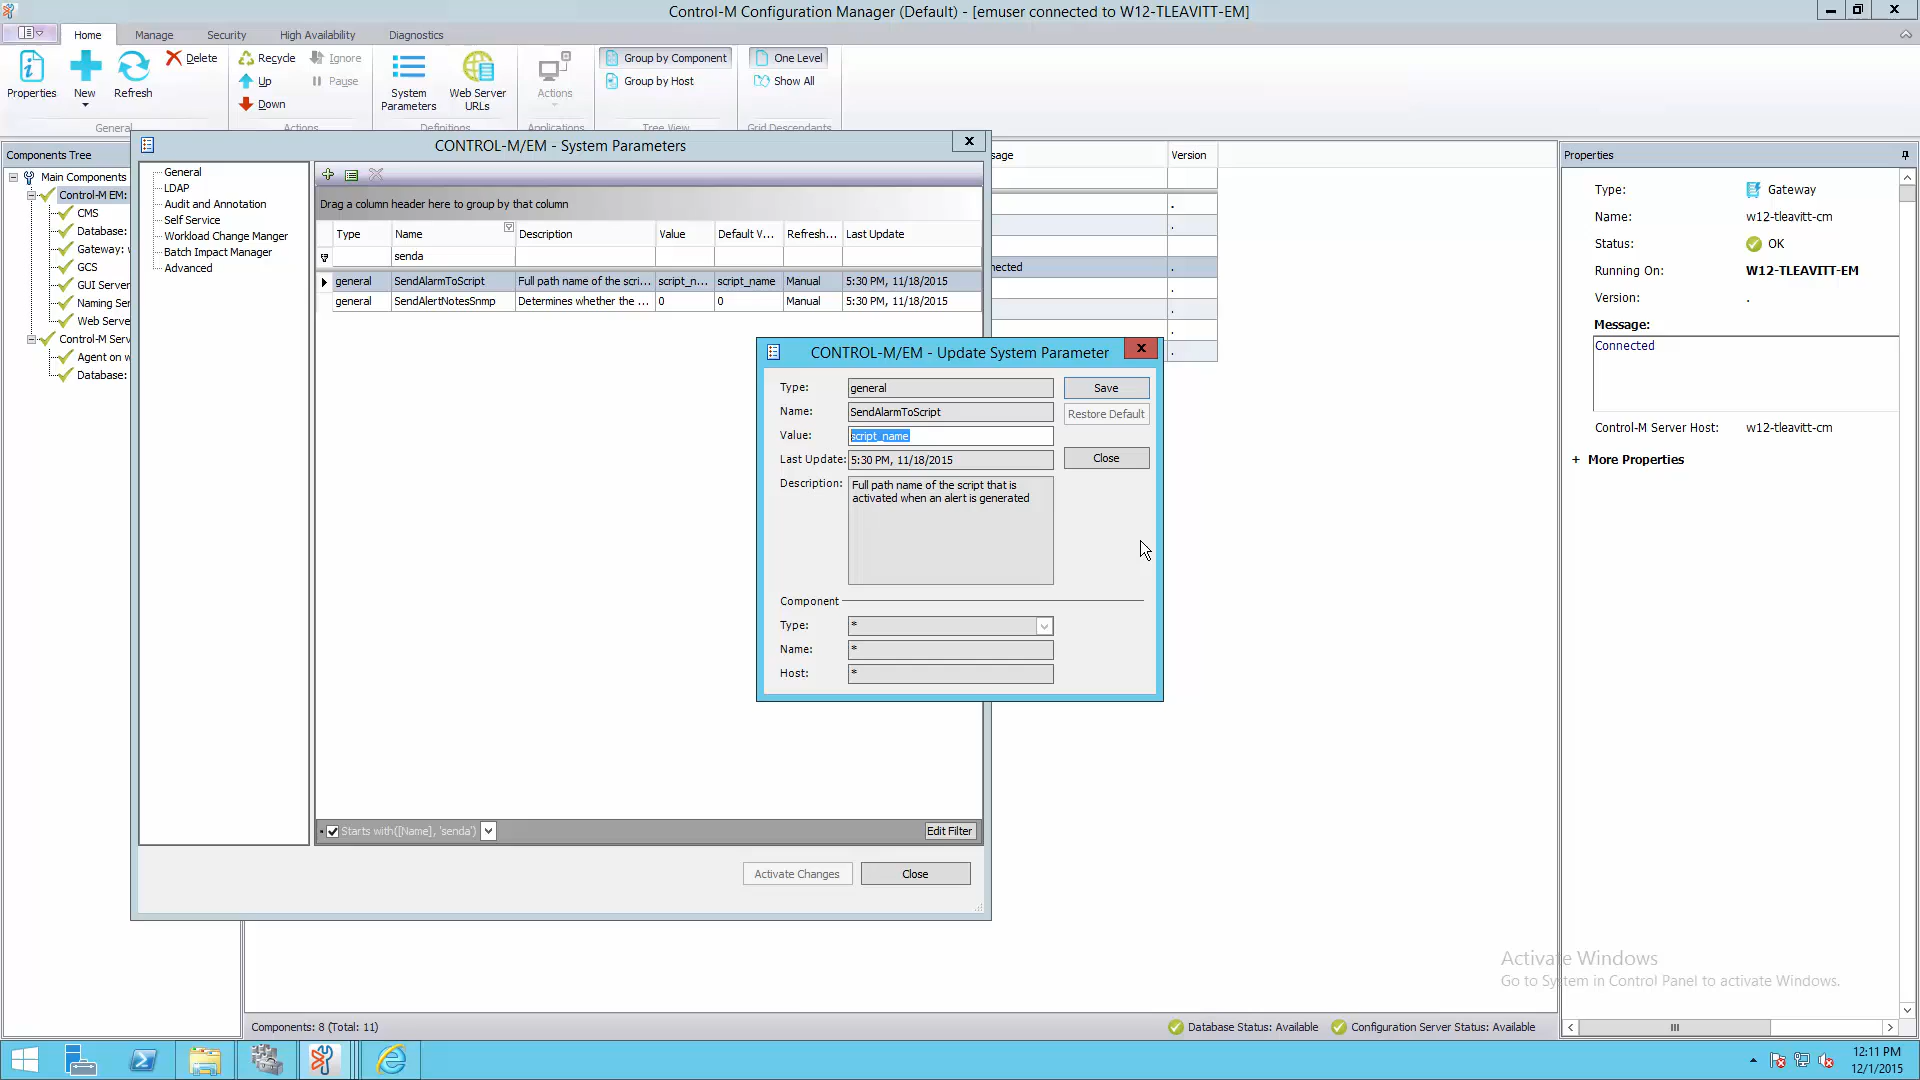 Control-M Configuration Manager (Default) - [emuser connected to W12-TLEAVITT-EM]
Home Manage Security High Availability Diagnostics
Properties New Refresh Delete
Recycle Ignore
Up Pause
Down
System Parameters
Web Server URLs
Actions
Group by Component
Group by Host
One Level
Show All
General Actions Definitions Applications Tree View Grid Descendants
Components Tree
Main Components
Control-M EM:
CMS
Database:
Gateway:
GCS
GUI Server
Naming Ser
Web Serve
Control-M Serv
Agent on w
Database:
CONTROL-M/EM - System Parameters
General
LDAP
Audit and Annotation
Self Service
Workload Change Manger
Batch Impact Manager
Advanced
Drag a column header here to group by that column
Type Name Description Value Default V... Refresh... Last Update
senda
general SendAlarmToScript Full path name of the scri... script_n... script_name Manual 5:30 PM, 11/18/2015
general SendAlertNotesSnmp Determines whether the ... 0 0 Manual 5:30 PM, 11/18/2015
Starts with([Name], 'senda')
Edit Filter
Activate Changes Close
sage Version
nected
CONTROL-M/EM - Update System Parameter
Type: general
Name: SendAlarmToScript
Value: script_name
Last Update: 5:30 PM, 11/18/2015
Description: Full path name of the script that is
activated when an alert is generated
Save
Restore Default
Close
Component
Type: *
Name: *
Host: *
Properties
Type: Gateway
Name: w12-tleavitt-cm
Status: OK
Running On: W12-TLEAVITT-EM
Version: .
Message:
Connected
Control-M Server Host: w12-tleavitt-cm
+ More Properties
Activate Windows
Go to System in Control Panel to activate Windows.
Components: 8 (Total: 11)
Database Status: Available
Configuration Server Status: Available
12:11 PM
12/1/2015